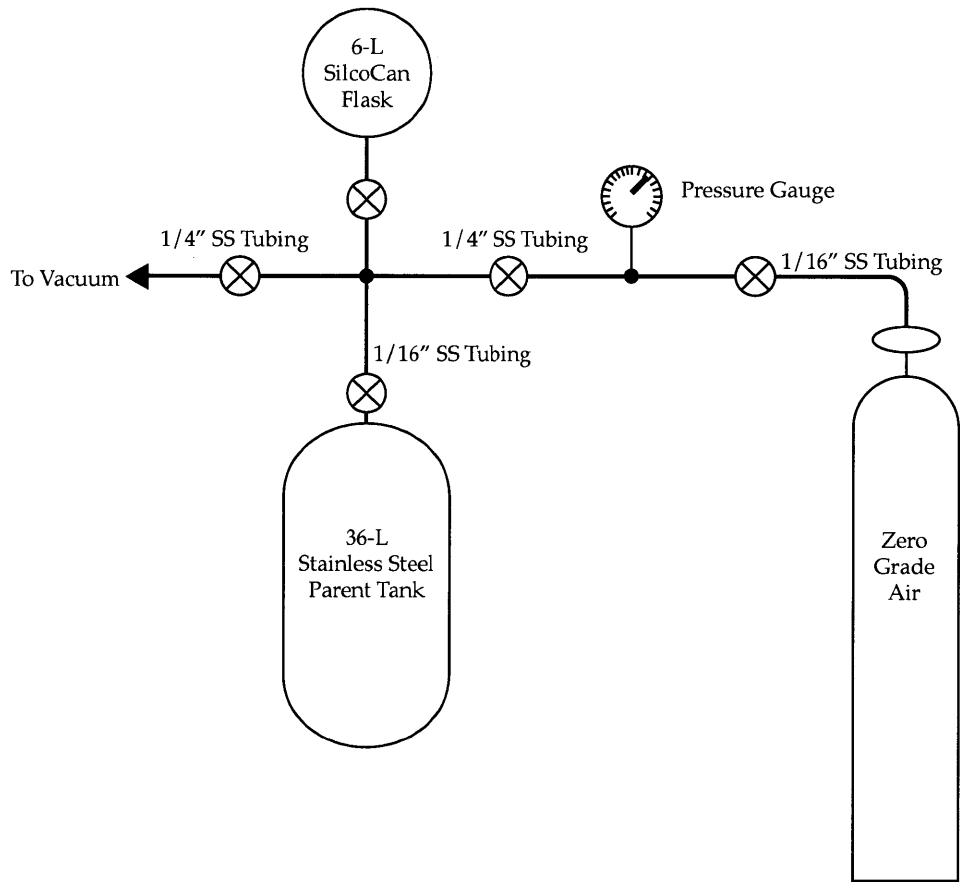 6-L
SilcoCan
Flask
Pressure Gauge
1/4" SS Tubing
1/4" SS Tubing
1/16" SS Tubing
To Vacuum
1/16" SS Tubing
36-L
Stainless Steel
Parent Tank
Zero
Grade
Air